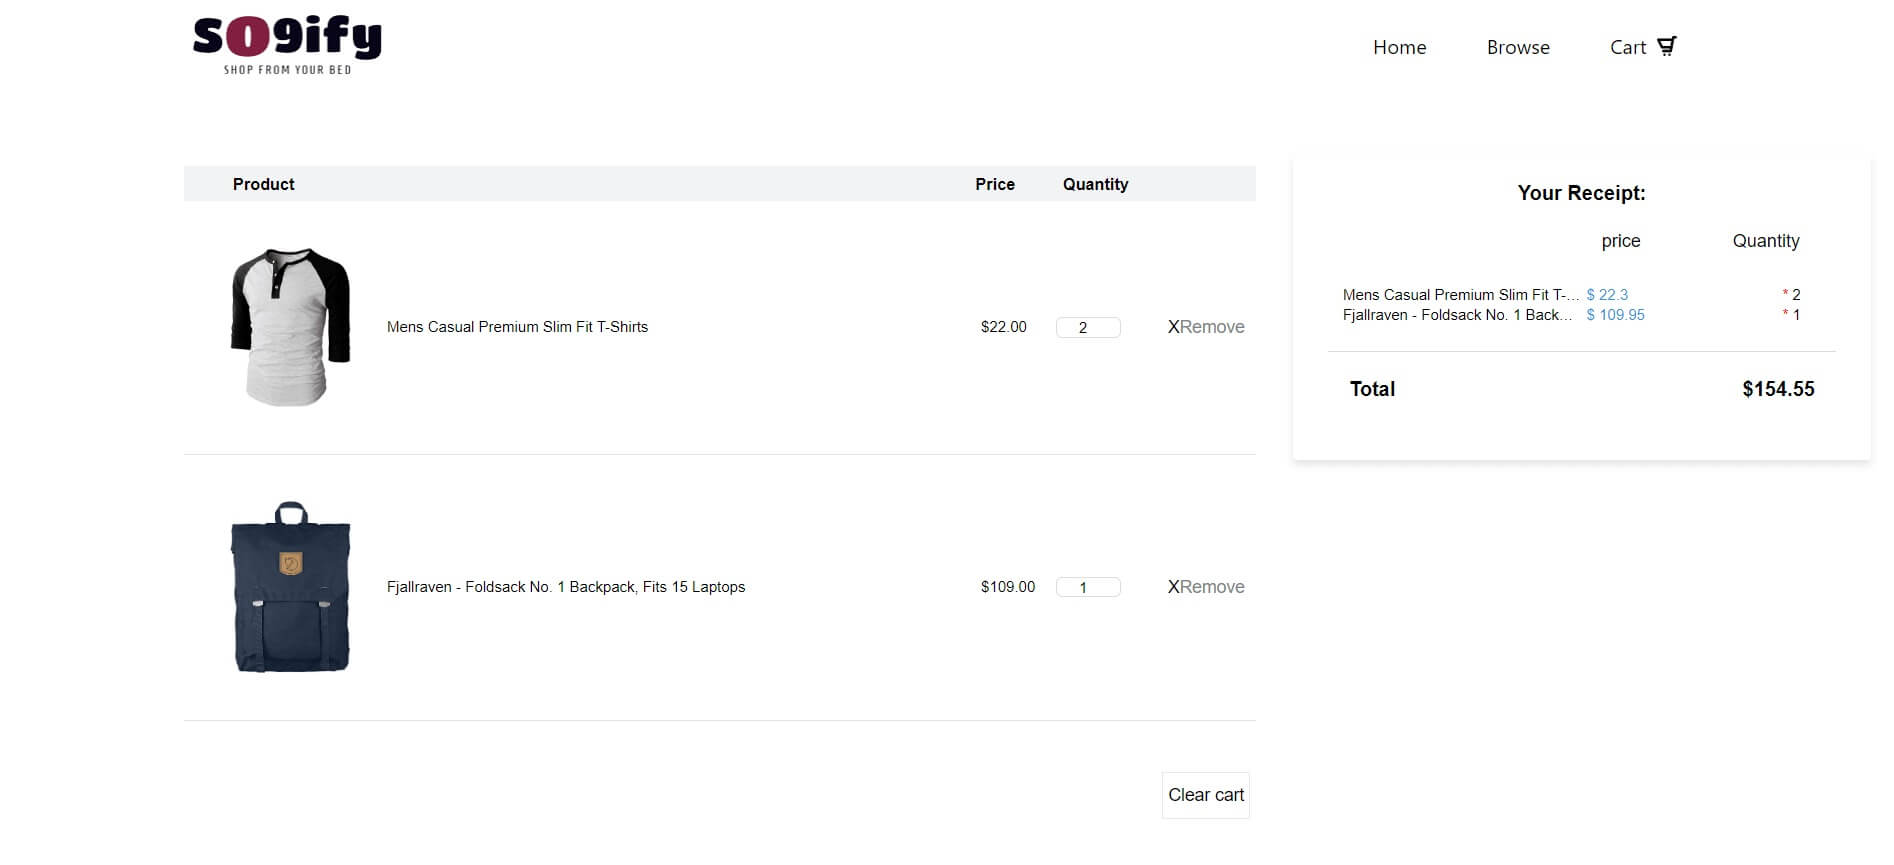 SO9ify
SHOP FROM YOUR BED
Home Browse Cart
Product Price Quantity
Mens Casual Premium Slim Fit T-Shirts $22.00 2 XRemove
Fjallraven - Foldsack No. 1 Backpack, Fits 15 Laptops $109.00 1 XRemove
Clear cart
Your Receipt:
price Quantity
Mens Casual Premium Slim Fit T-... $ 22.3 * 2
Fjallraven - Foldsack No. 1 Back... $ 109.95 * 1
Total $154.55